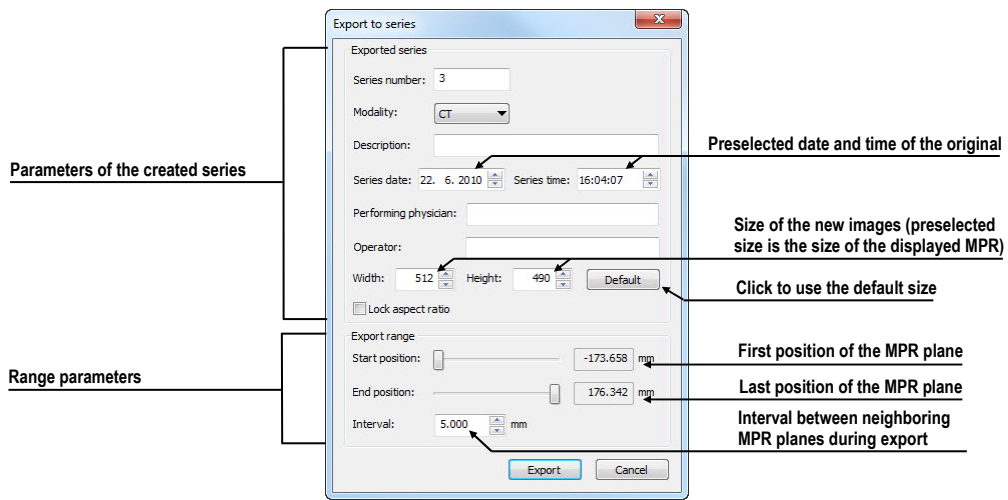 Export to series
Exported series
Series number: 3
Modality: CT
Description:
Preselected date and time of the original
Parameters of the created series
Series date: 22. 6. 2010 Series time: 16:04:07
Performing physician:
Size of the new images (preselected
size is the size of the displayed MPR)
Operator:
Width: 512 Height: 490 Default
Click to use the default size
Lock aspect ratio
Export range
Start position: -173.658 mm
First position of the MPR plane
Range parameters
End position: 176.342 mm
Last position of the MPR plane
Interval: 5.000 mm
Interval between neighboring
MPR planes during export
Export Cancel